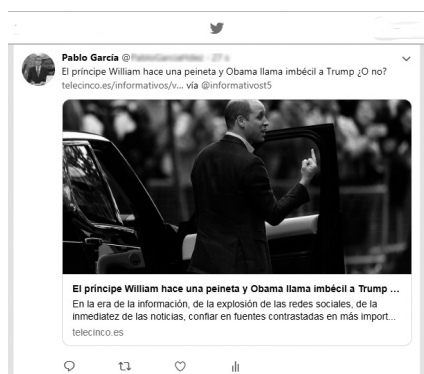 Pablo García @
El príncipe William hace una peineta y Obama llama imbécil a Trump ¿O no?
telecinco.es/informativos/v... vía @informativost5
El príncipe William hace una peineta y Obama llama imbécil a Trump ...
En la era de la información, de la explosión de las redes sociales, de la
inmediatez de las noticias, confiar en fuentes contrastadas en más import...
telecinco.es